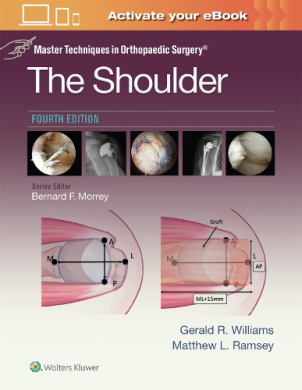 Activate your eBook
Master Techniques in Orthopaedic Surgery®
The Shoulder
FOURTH EDITION
Series Editor
Bernard F. Morrey
A
M
L
P
Graft
A
M
L
AP
P
ML+15mm
Gerald R. Williams
Matthew L. Ramsey
Wolters Kluwer